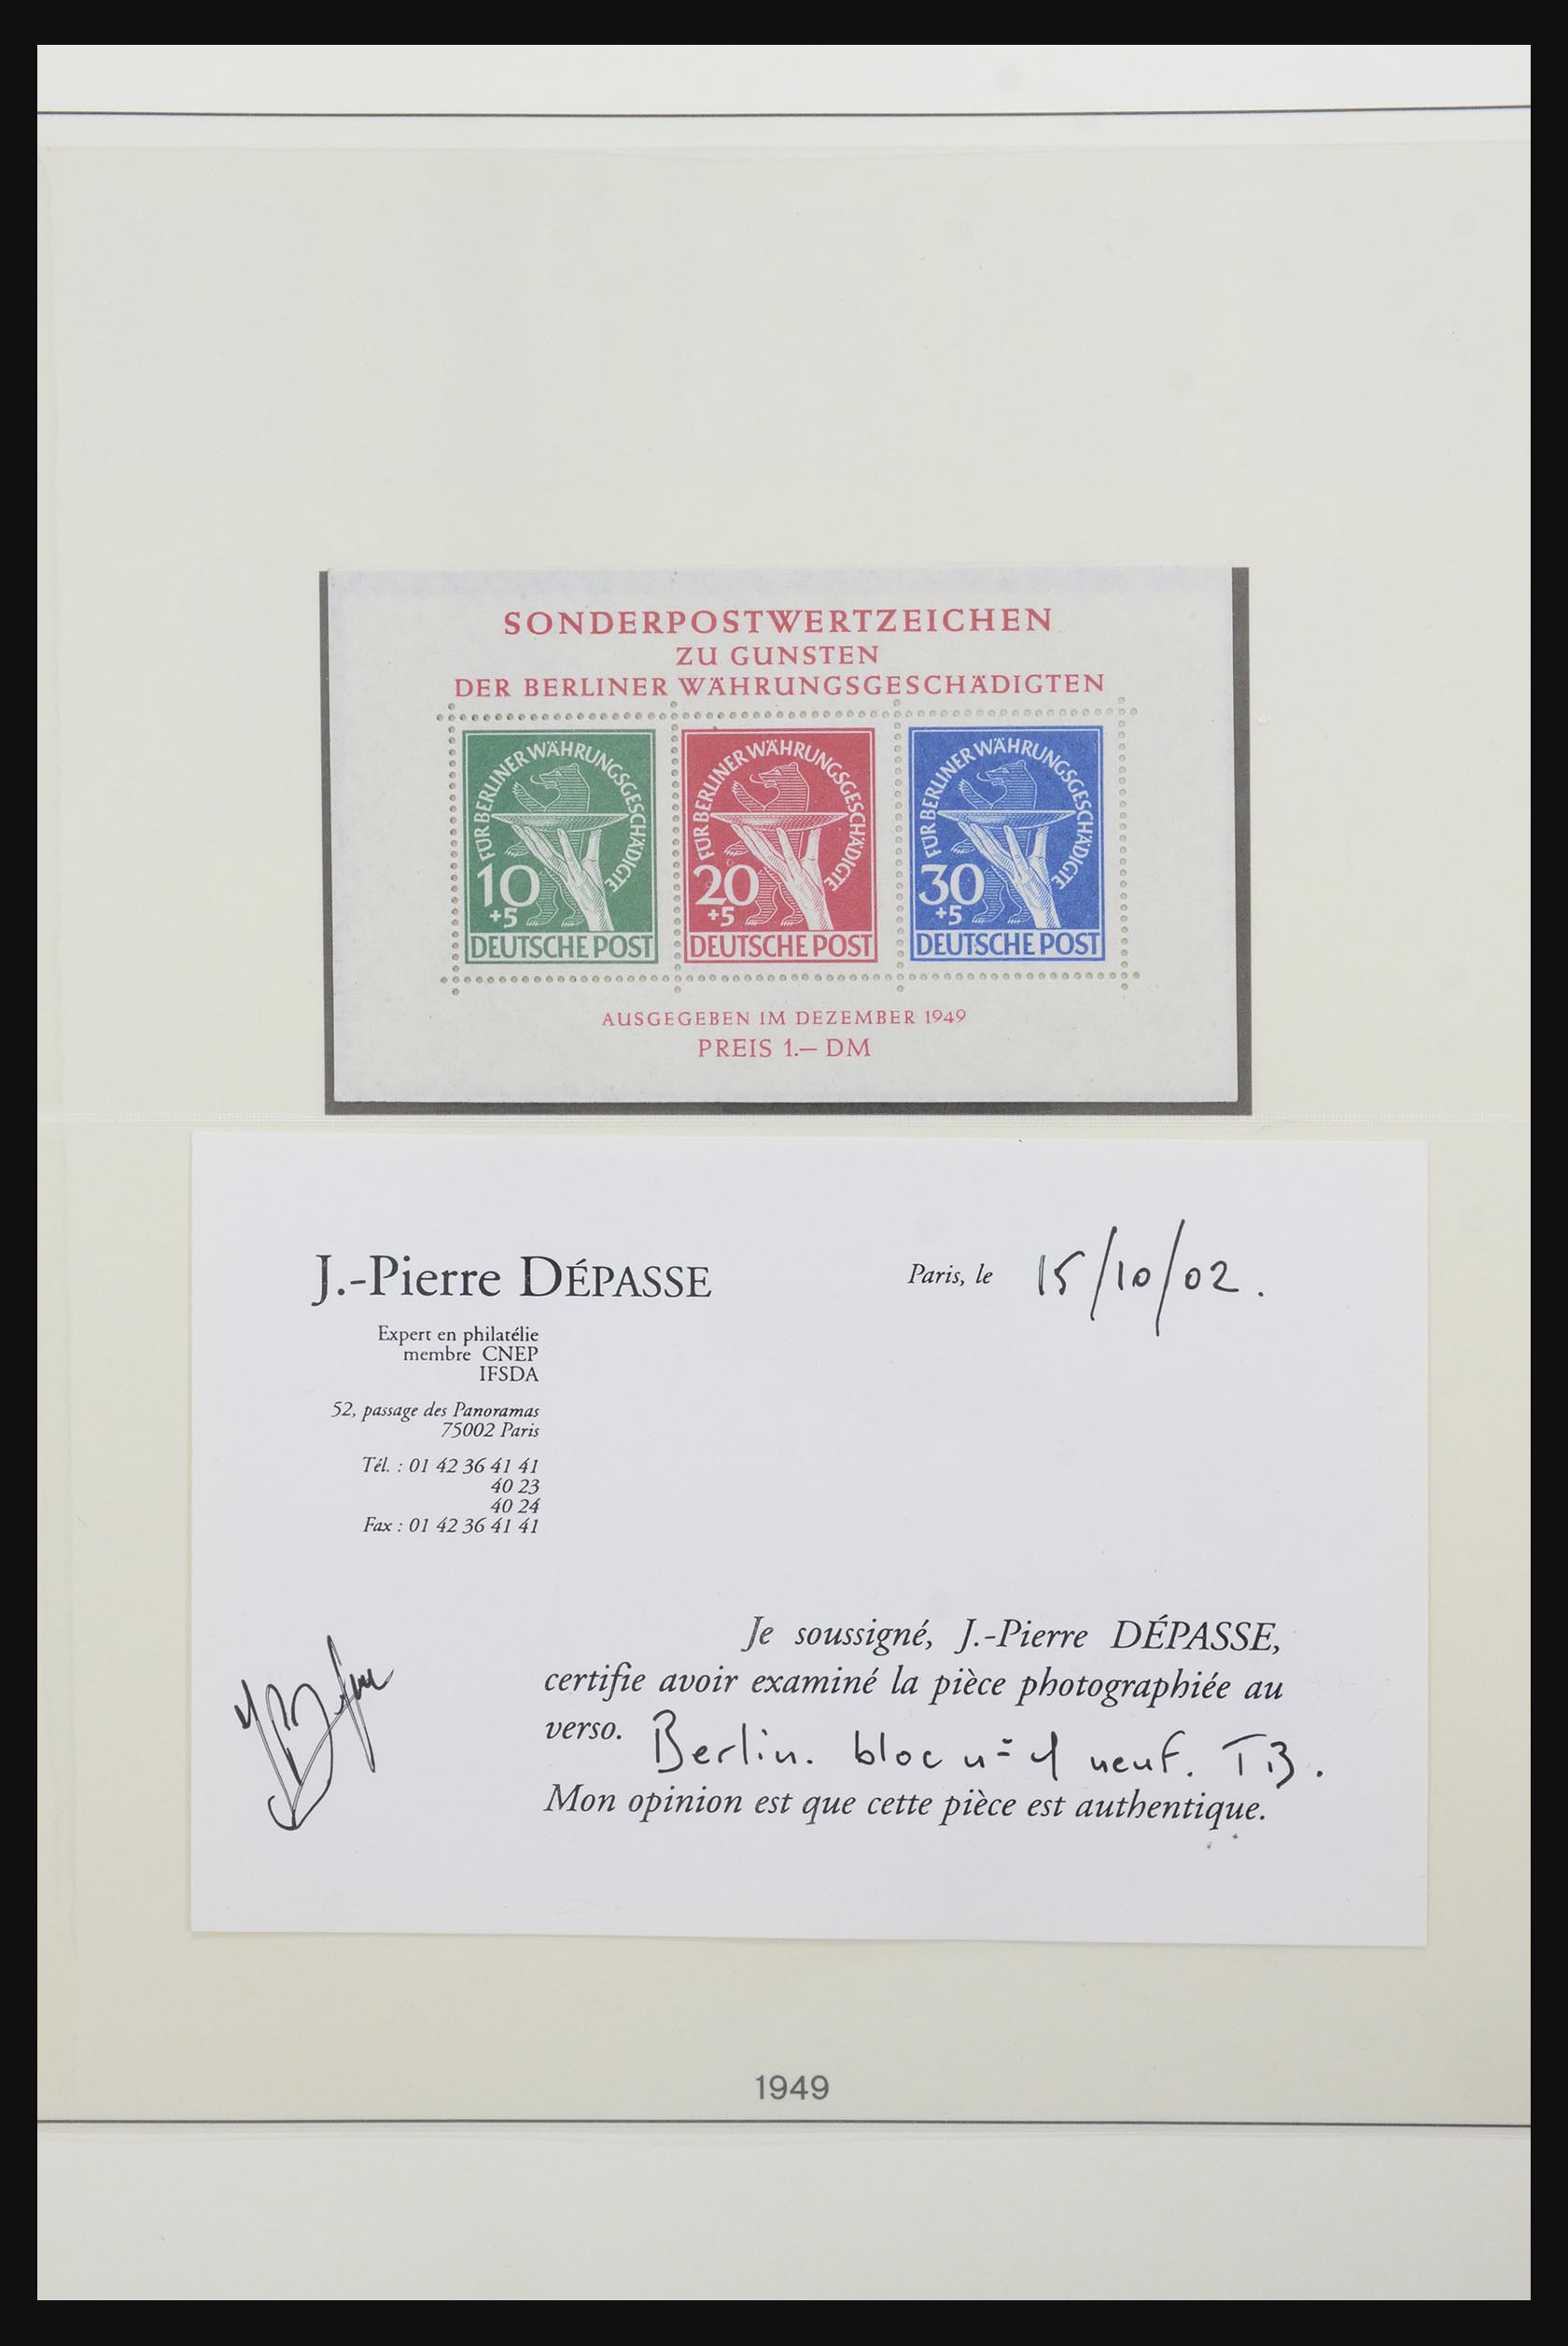 SONDERPOSTWERTZEICHEN
ZU GUNSTEN
DER BERLINER WÄHRUNGSGESCHÄDIGTEN
FÜR BERLINER WÄHRUNGSGESCHÄDIGTE
10
+5
DEUTSCHE POST
FÜR BERLINER WÄHRUNGSGESCHÄDIGTE
20
+5
DEUTSCHE POST
FÜR BERLINER WÄHRUNGSGESCHÄDIGTE
30
+5
DEUTSCHE POST
AUSGEGEBEN IM DEZEMBER 1949
PREIS 1.— DM
J.-Pierre DÉPASSE
Paris, le 15/10/02.
Expert en philatélie
membre CNEP
IFSDA
52, passage des Panoramas
75002 Paris
Tél. : 01 42 36 41 41
40 23
40 24
Fax : 01 42 36 41 41
Je soussigné, J.-Pierre DÉPASSE,
certifie avoir examiné la pièce photographiée au
verso. Berlin. bloc n° 1 neuf. TB.
Mon opinion est que cette pièce est authentique.
1949